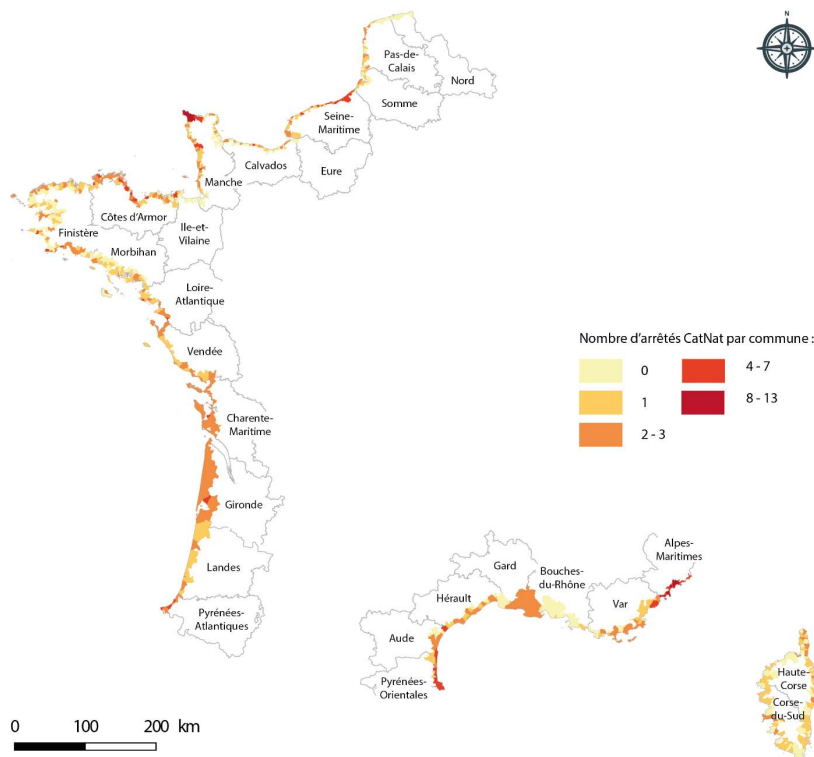 N
Pas-de-
Calais
Nord
Somme
Seine-
Maritime
Eure
Calvados
Manche
Côtes d'Armor
Finistère
Ile-et-
Vilaine
Morbihan
Loire-
Atlantique
Vendée
Charente-
Maritime
Gironde
Landes
Pyrénées-
Atlantiques
Nombre d'arrêtés CatNat par commune :
0
4 - 7
1
8 - 13
2 - 3
Alpes-
Maritimes
Gard
Bouches-
du-Rhône
Hérault
Var
Aude
Pyrénées-
Orientales
Haute-
Corse
Corse-
du-Sud
0 100 200 km